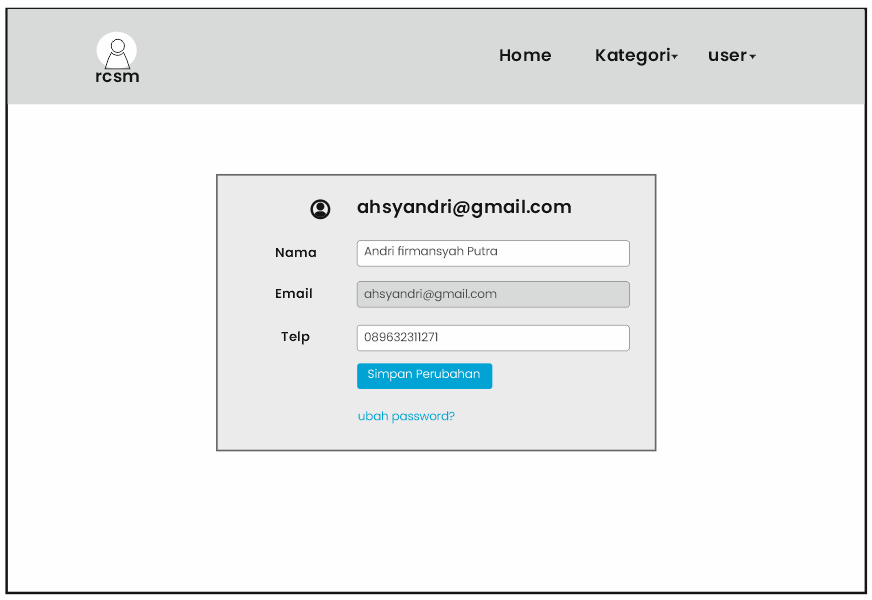 rcsm
Home Kategori user
ahsyandri@gmail.com
Nama Andri firmansyah Putra
Email ahsyandri@gmail.com
Telp 089632311271
Simpan Perubahan
ubah password?